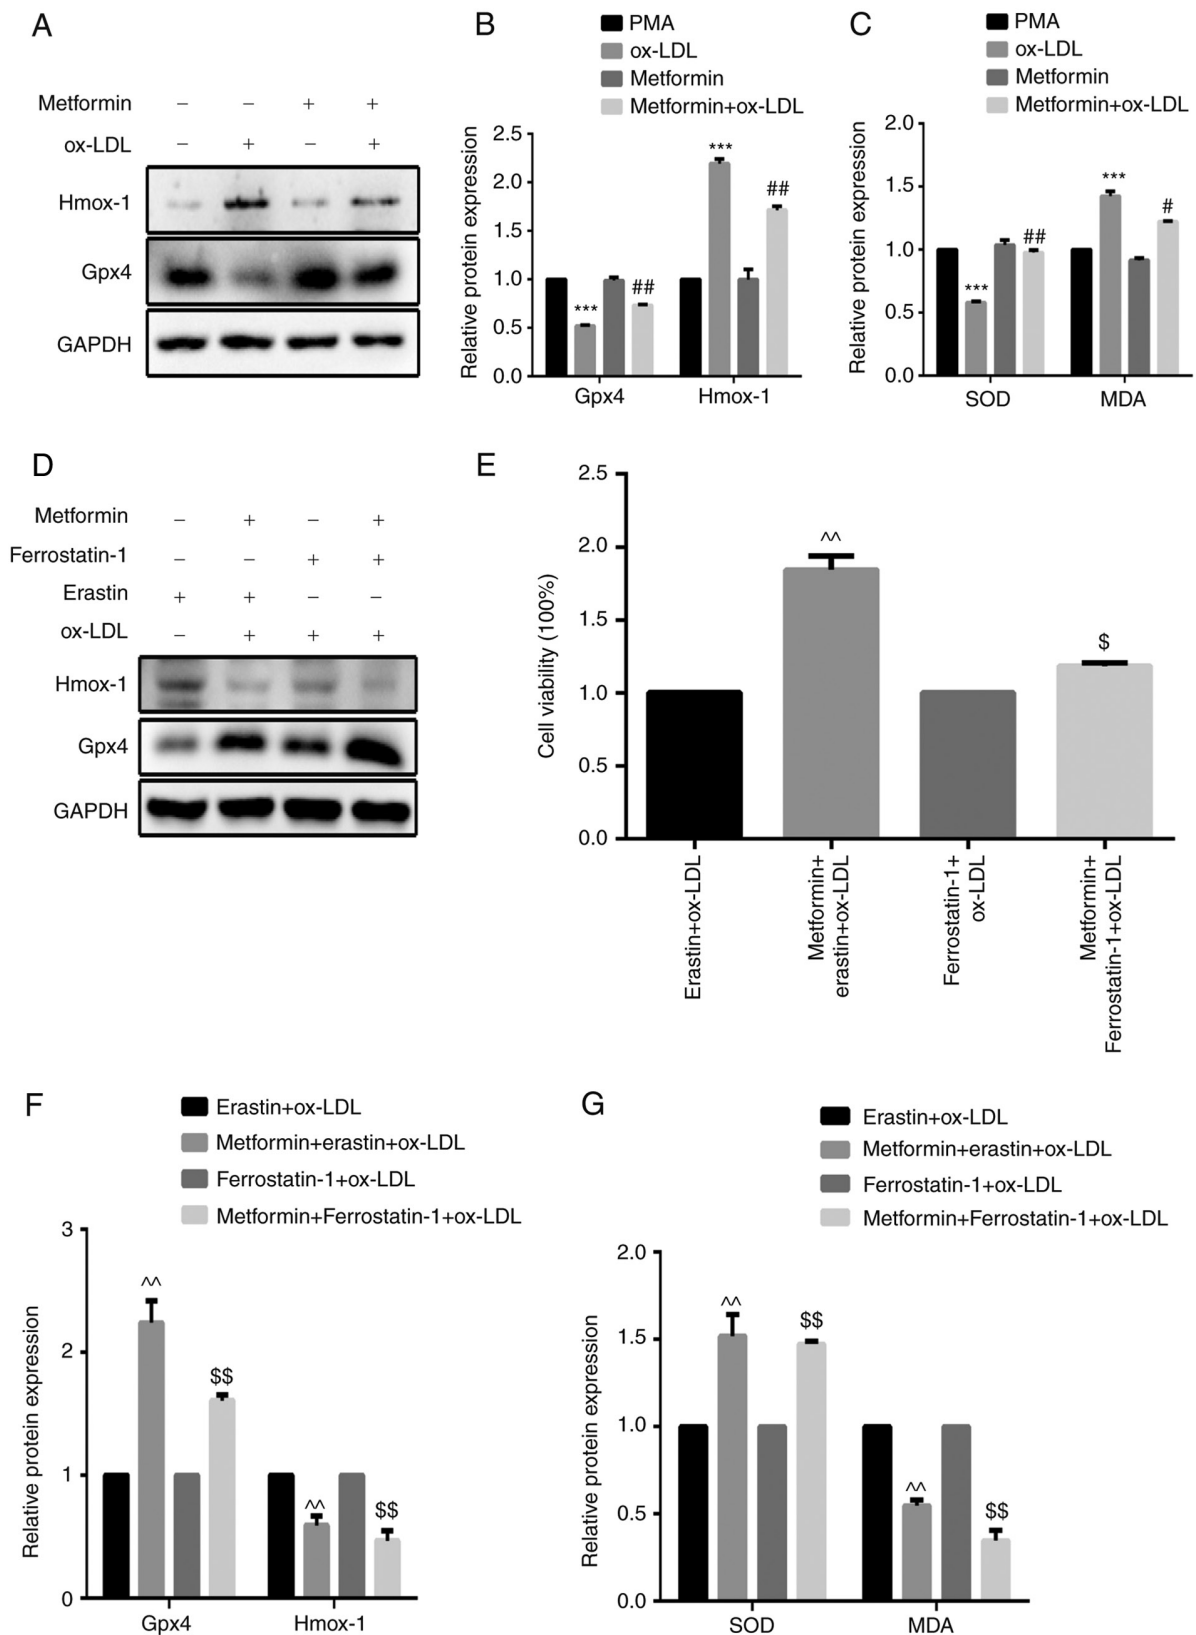 A
Metformin – – + +
ox-LDL – + – +
Hmox-1
Gpx4
GAPDH
B
PMA
ox-LDL
Metformin
Metformin+ox-LDL
Relative protein expression
2.5
2.0
1.5
1.0
0.5
0.0
***
##
***
##
Gpx4 Hmox-1
C
PMA
ox-LDL
Metformin
Metformin+ox-LDL
Relative protein expression
2.0
1.5
1.0
0.5
0.0
***
##
***
#
SOD MDA
D
Metformin – + – +
Ferrostatin-1 – – + +
Erastin + + – –
ox-LDL – + + +
Hmox-1
Gpx4
GAPDH
E
Cell viability (100%)
2.5
2.0
1.5
1.0
0.5
0.0
^^
$
Erastin+ox-LDL
Metformin+
erastin+ox-LDL
Ferrostatin-1+
ox-LDL
Metformin+
Ferrostatin-1+ox-LDL
F
Erastin+ox-LDL
Metformin+erastin+ox-LDL
Ferrostatin-1+ox-LDL
Metformin+Ferrostatin-1+ox-LDL
Relative protein expression
3
2
1
0
^^
$$
^^
$$
Gpx4 Hmox-1
G
Erastin+ox-LDL
Metformin+erastin+ox-LDL
Ferrostatin-1+ox-LDL
Metformin+Ferrostatin-1+ox-LDL
Relative protein expression
2.0
1.5
1.0
0.5
0.0
^^
$$
^^
$$
SOD MDA